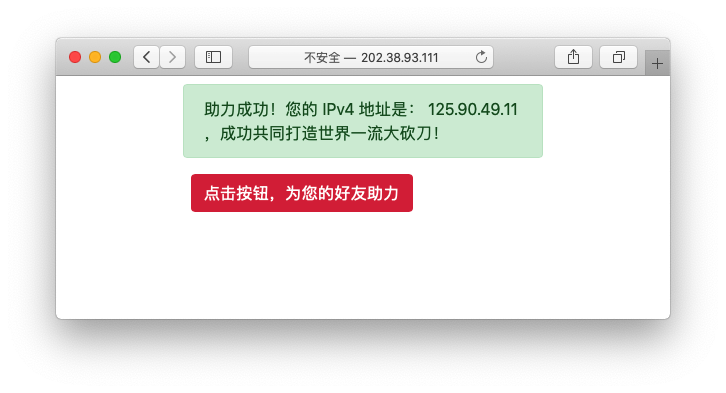 不安全 — 202.38.93.111
助力成功！您的 IPv4 地址是： 125.90.49.11
，成功共同打造世界一流大砍刀！
点击按钮，为您的好友助力